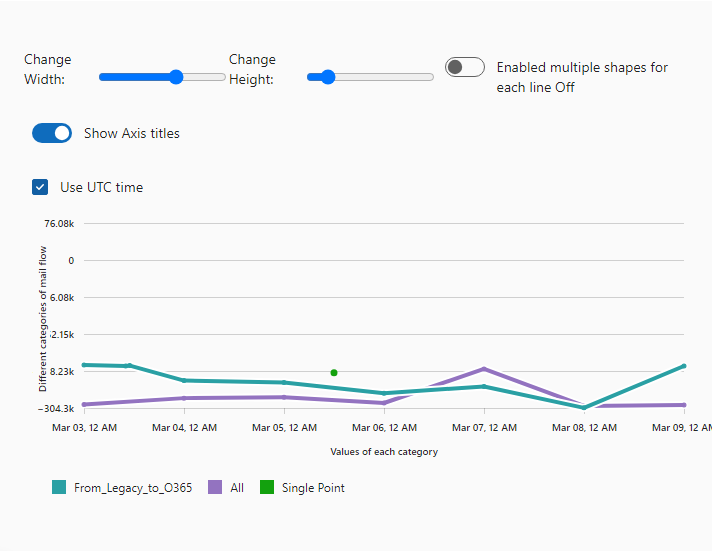 Change Width:
Change Height:
Enabled multiple shapes for
each line Off
Show Axis titles
Use UTC time
76.08k
0
6.08k
2.15k
8.23k
−304.3k
Different categories of mail flow
Mar 03, 12 AM
Mar 04, 12 AM
Mar 05, 12 AM
Mar 06, 12 AM
Mar 07, 12 AM
Mar 08, 12 AM
Mar 09, 12 AM
Values of each category
From_Legacy_to_O365
All
Single Point